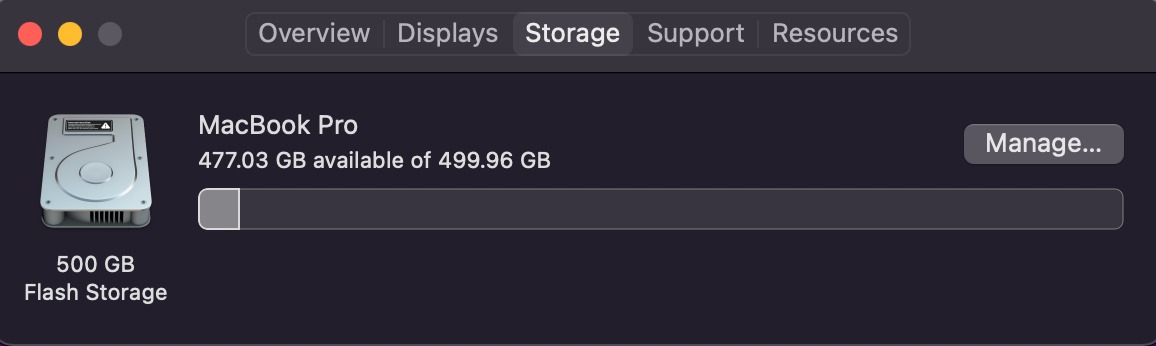 Overview Displays Storage Support Resources
MacBook Pro
477.03 GB available of 499.96 GB
Manage...
500 GB
Flash Storage